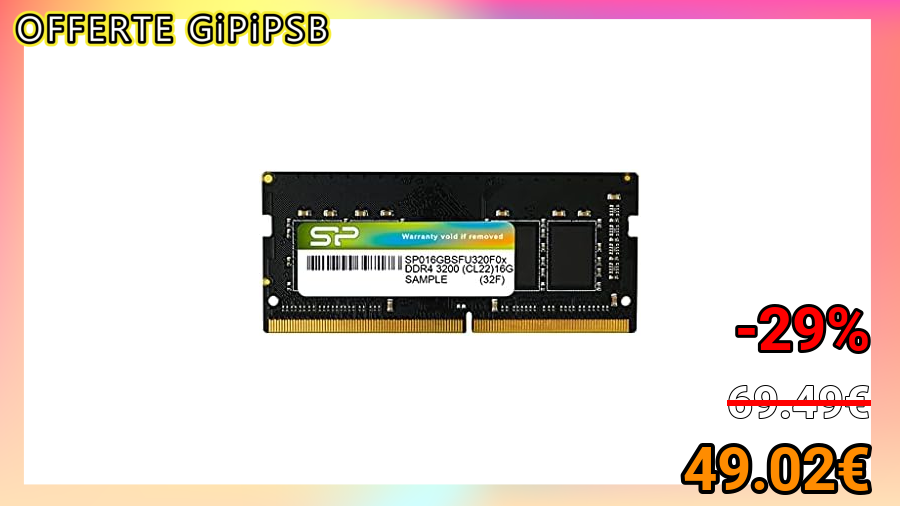 OFFERTE GiPiPSB
SP
Warranty void if removed
SP016GBSFU320F0x
DDR4 3200 (CL22)16G
SAMPLE (32F)
-29%
69.49€
49.02€